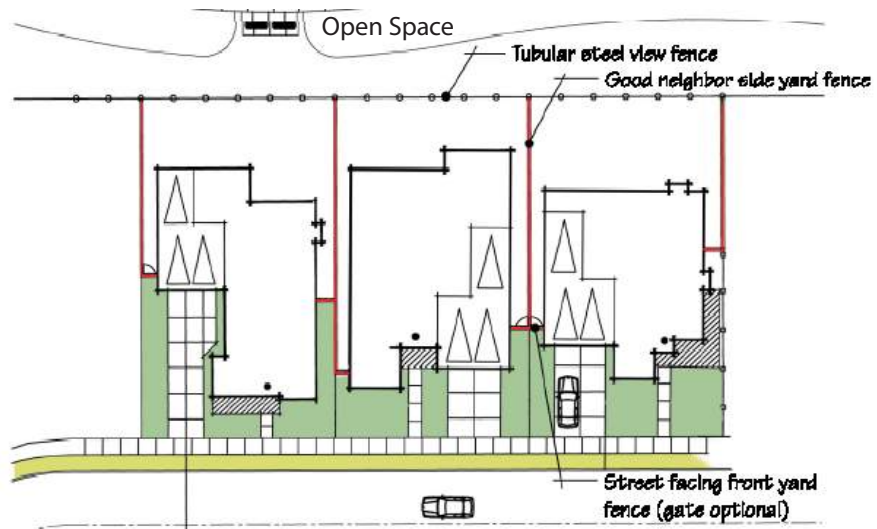 Open Space
Tubular steel view fence
Good neighbor side yard fence
Street facing front yard
fence (gate optional)